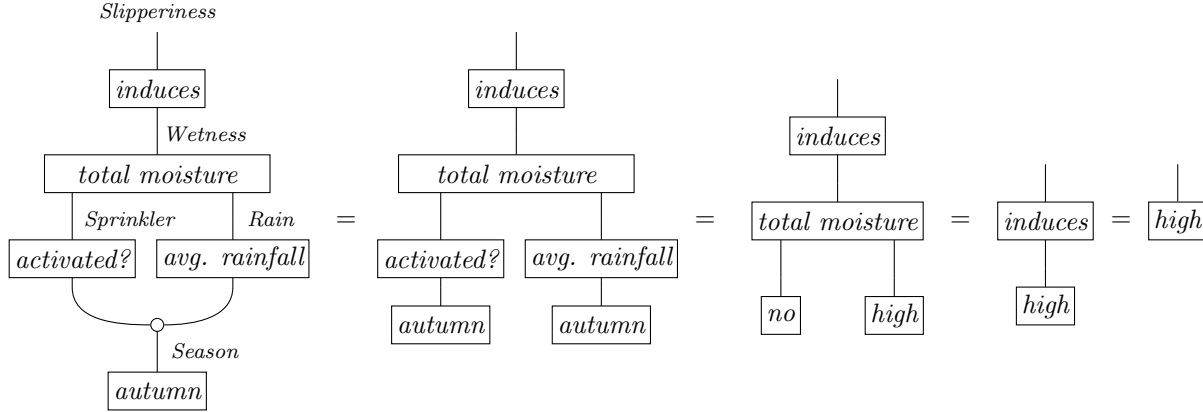 Slipperiness
induces
Wetness
total moisture
Sprinkler
Rain
activated?
avg. rainfall
Season
autumn
=
induces
total moisture
activated?
avg. rainfall
autumn
autumn
=
induces
total moisture
no
high
=
induces
high
=
high